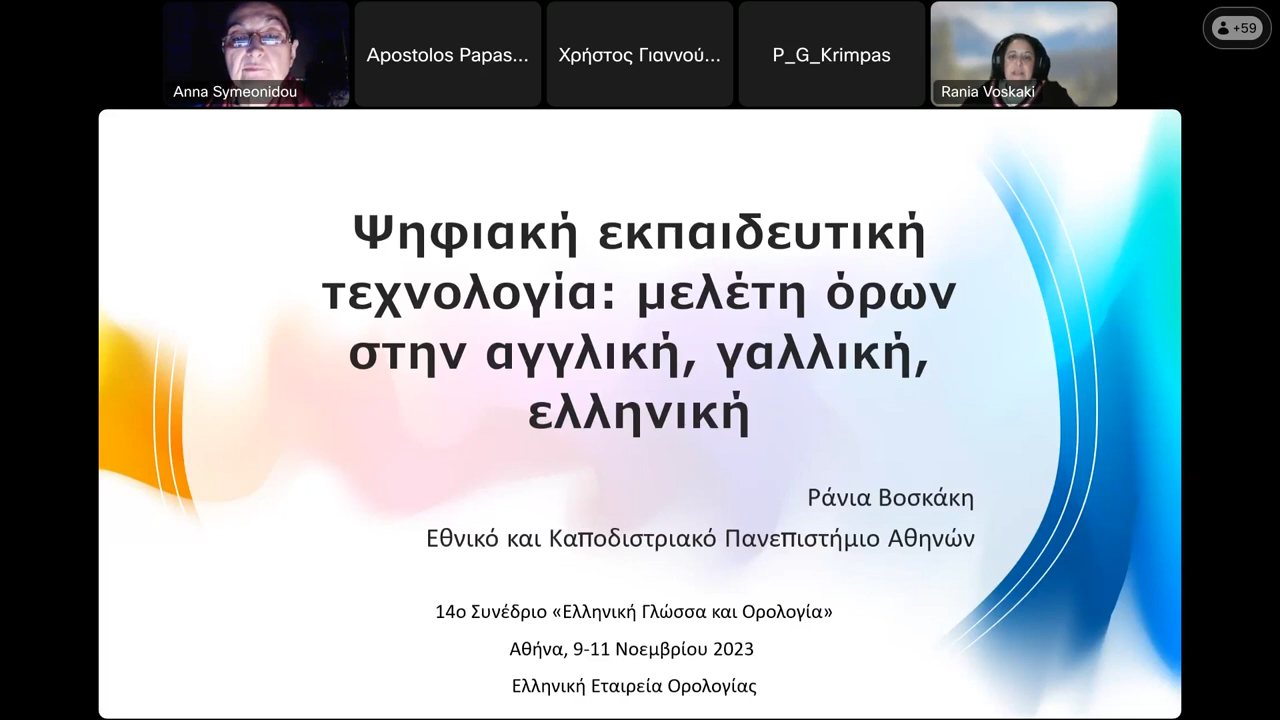 Anna Symeonidou
Apostolos Papas...
Χρήστος Γιαννού...
P_G_Krimpas
Rania Voskaki
+59
Ψηφιακή εκπαιδευτική
τεχνολογία: μελέτη όρων
στην αγγλική, γαλλική,
ελληνική
Ράνια Βοσκάκη
Εθνικό και Καποδιστριακό Πανεπιστήμιο Αθηνών
14ο Συνέδριο «Ελληνική Γλώσσα και Ορολογία»
Αθήνα, 9-11 Νοεμβρίου 2023
Ελληνική Εταιρεία Ορολογίας